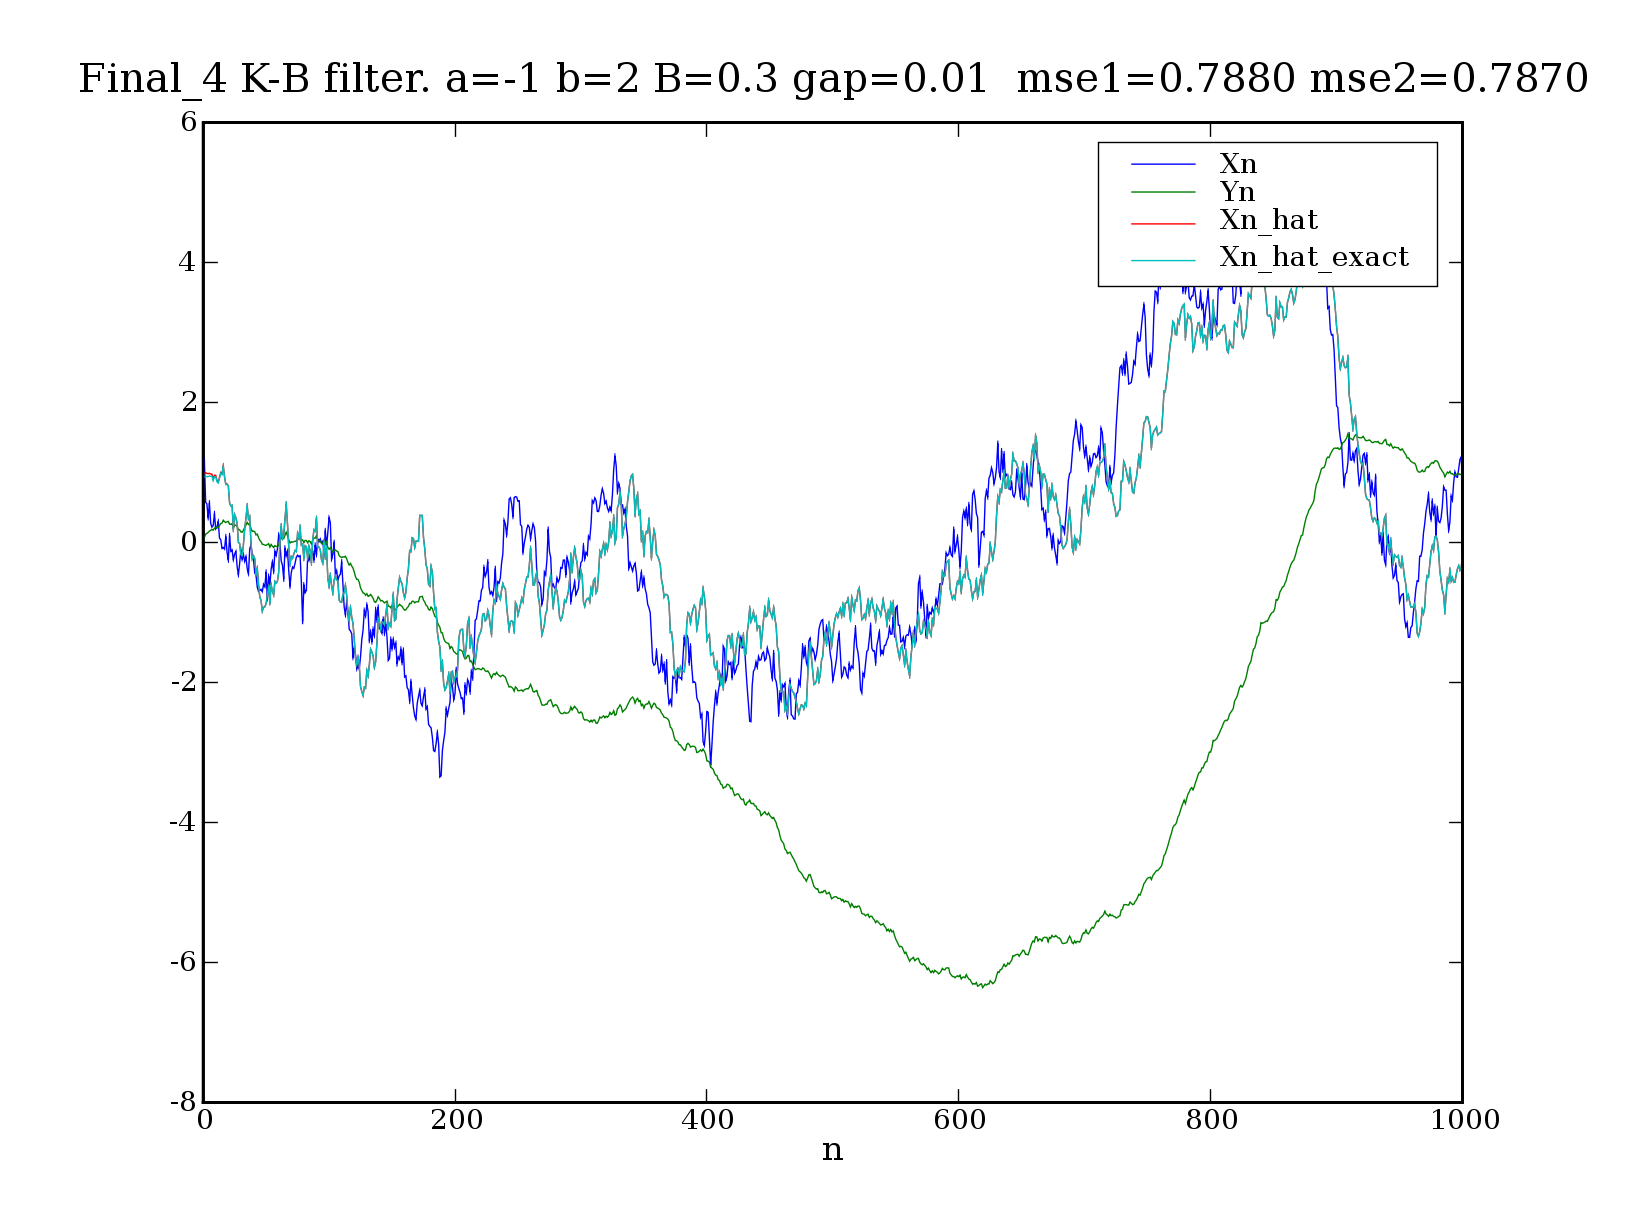 Final_4 K-B filter. a=-1 b=2 B=0.3 gap=0.01  mse1=0.7880 mse2=0.7870
6
Xn
Yn
Xn_hat
Xn_hat_exact
4
2
0
-2
-4
-6
-8
0 200 400 600 800 1000
n